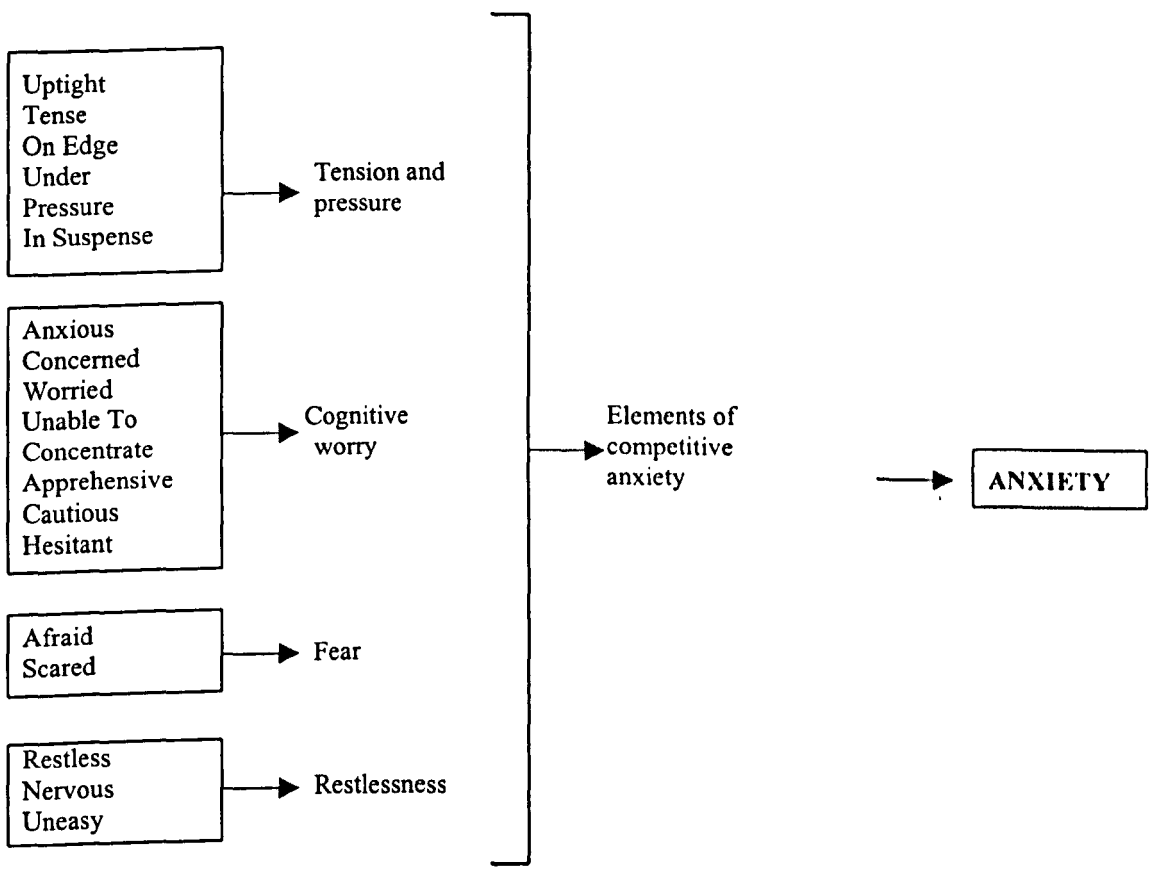 Uptight
Tense
On Edge
Under
Pressure
In Suspense
Tension and
pressure
Anxious
Concerned
Worried
Unable To
Concentrate
Apprehensive
Cautious
Hesitant
Cognitive
worry
Afraid
Scared
Fear
Restless
Nervous
Uneasy
Restlessness
Elements of
competitive
anxiety
ANXIETY